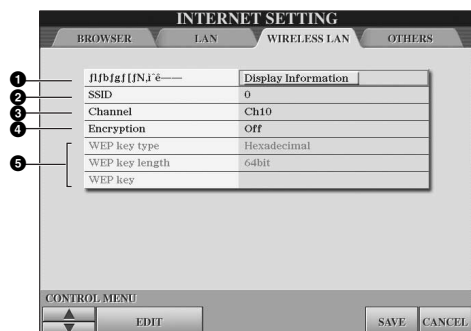 INTERNET SETTING
BROWSER LAN WIRELESS LAN OTHERS
1 Display Information
2 SSID 0
3 Channel Ch10
4 Encryption Off
5 WEP key type Hexadecimal
WEP key length 64bit
WEP key
CONTROL MENU
EDIT SAVE CANCEL